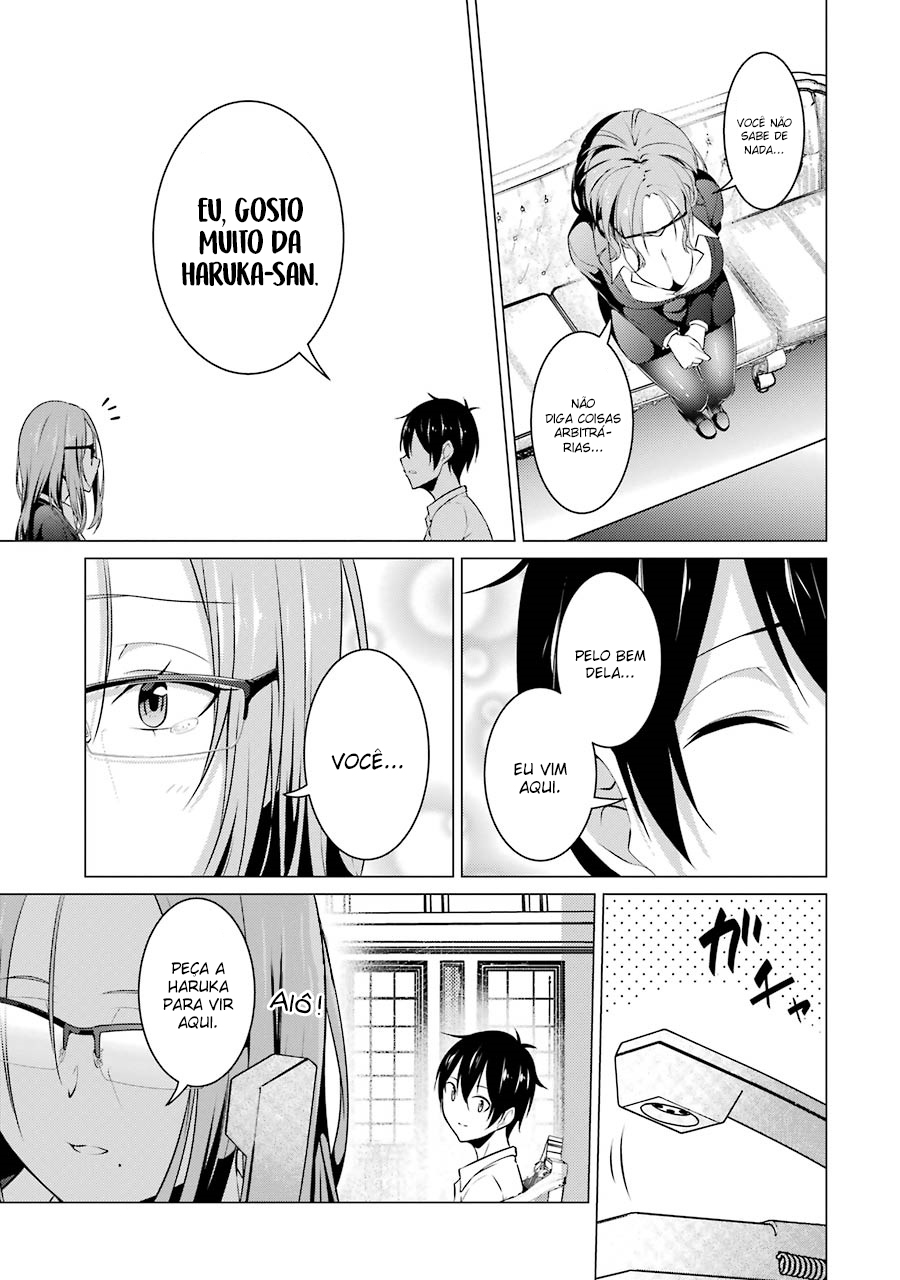 VOCÊ NÃO
SABE DE
NADA...
NÃO
DIGA COISAS
ARBITRÁ-
RIAS...
EU, GOSTO
MUITO DA
HARUKA-SAN.
PELO BEM
DELA...
EU VIM
AQUI.
VOCÊ...
ガチャ
Alô!
PEÇA A
HARUKA
PARA VIR
AQUI.